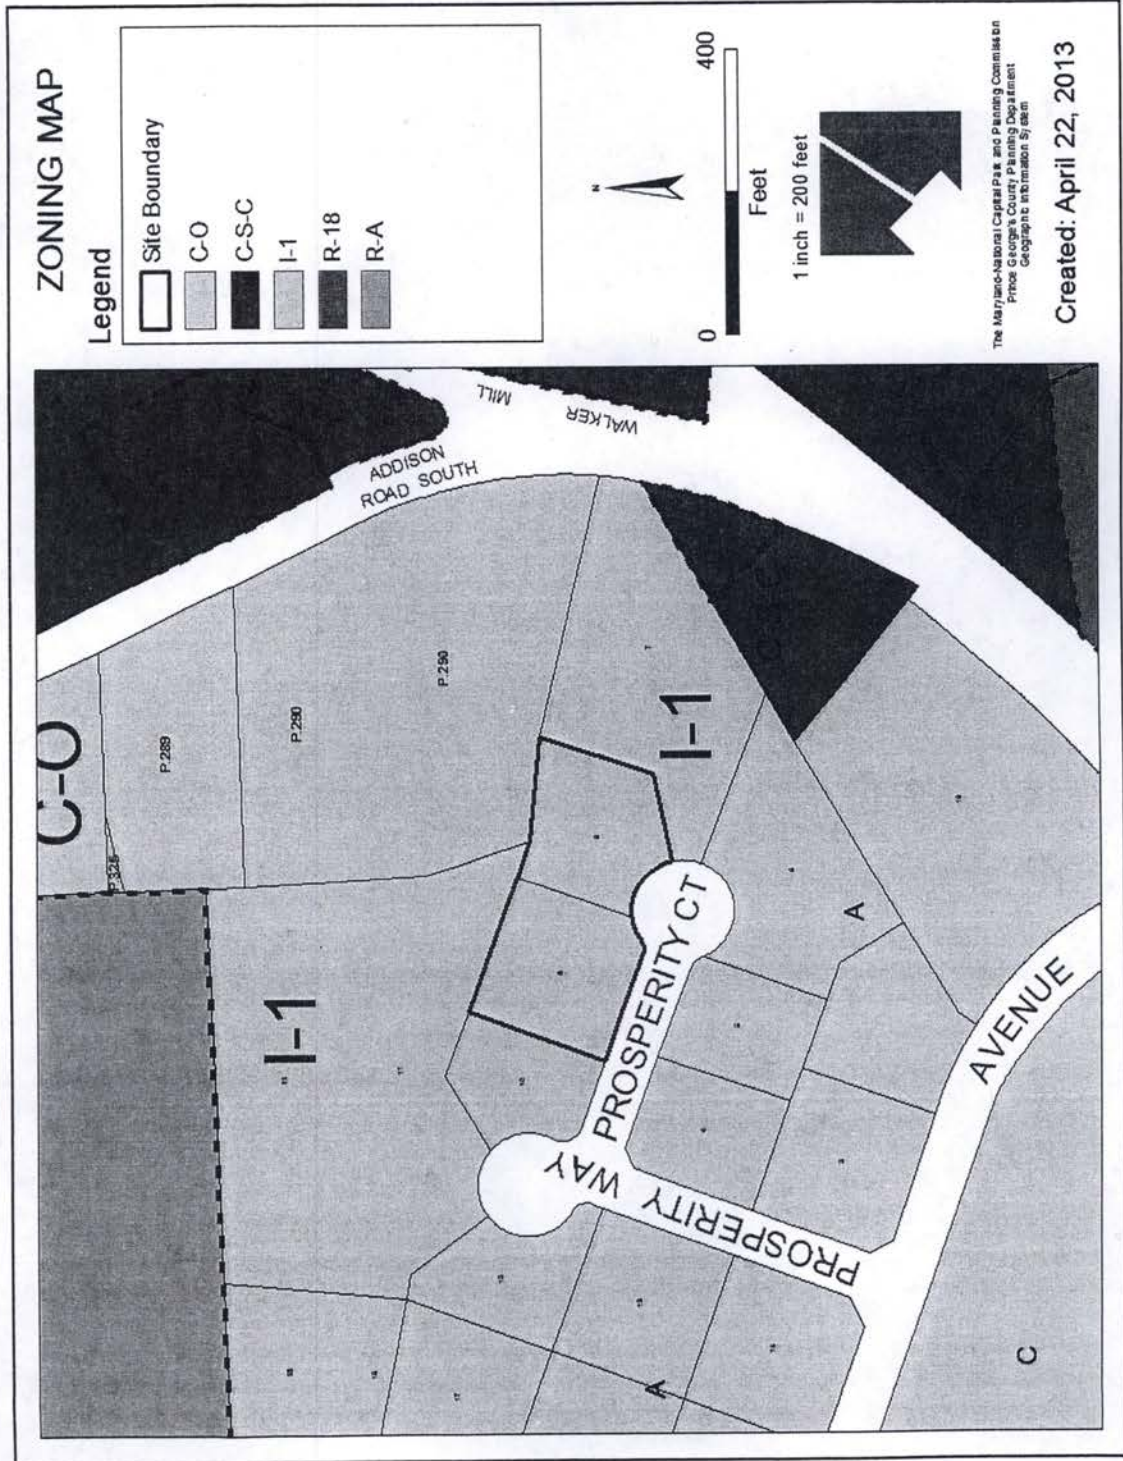 ZONING MAP
Legend
Site Boundary
C-O
C-S-C
I-1
R-18
R-A
N
0
400
Feet
1 inch = 200 feet
The Maryland-National Capital Park and Planning Commission
Prince George's County Planning Department
Geographic Information System
Created: April 22, 2013
C-O
P.325
P.289
P.290
P.290
ADDISON
ROAD SOUTH
WALKER
MILL
I-1
I-1
PROSPERITY CT
PROSPERITY WAY
AVENUE
A
A
C